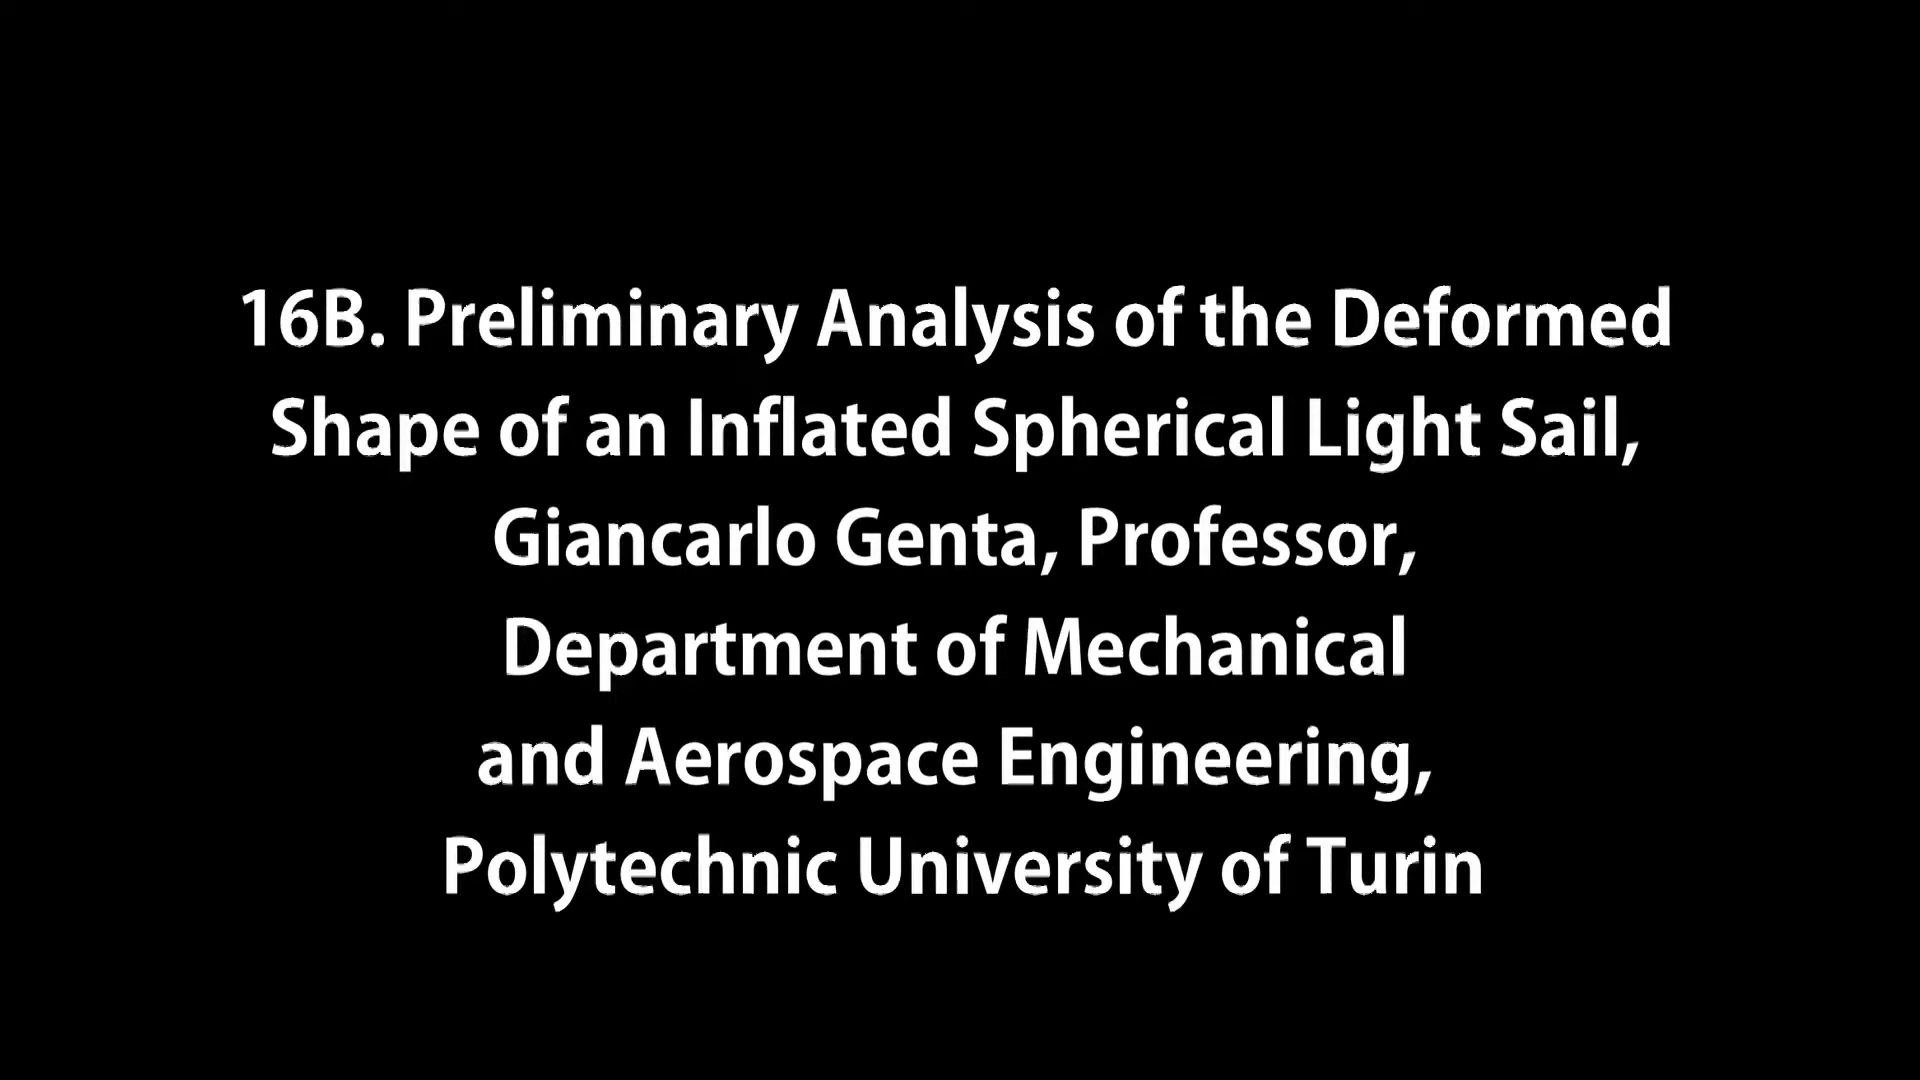 16B. Preliminary Analysis of the Deformed
Shape of an Inflated Spherical Light Sail,
Giancarlo Genta, Professor,
Department of Mechanical
and Aerospace Engineering,
Polytechnic University of Turin